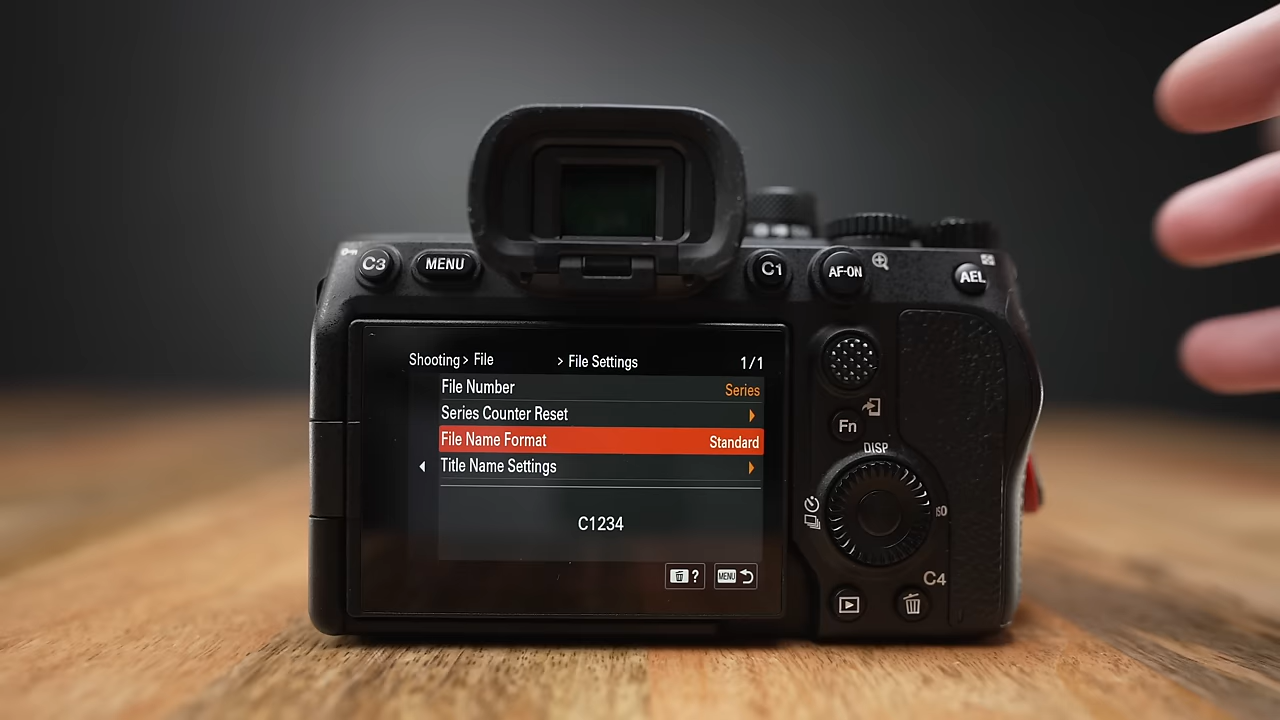 C3
MENU
C1
AF-ON
AEL
Shooting > File > File Settings 1/1
File Number Series
Series Counter Reset
File Name Format Standard
Title Name Settings
C1234
? MENU
Fn
DISP
ISO
C4